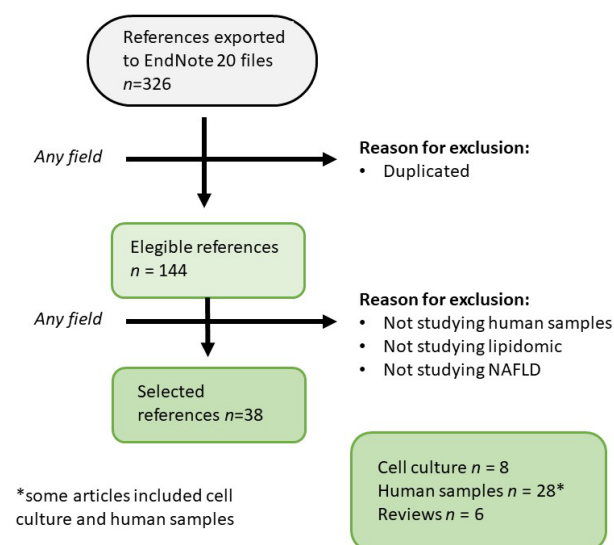 References exported
to EndNote 20 files
n=326
Any field
Reason for exclusion:
• Duplicated
Elegible references
n = 144
Any field
Reason for exclusion:
• Not studying human samples
• Not studying lipidomic
• Not studying NAFLD
Selected
references n=38
Cell culture n = 8
Human samples n = 28*
Reviews n = 6
*some articles included cell
culture and human samples